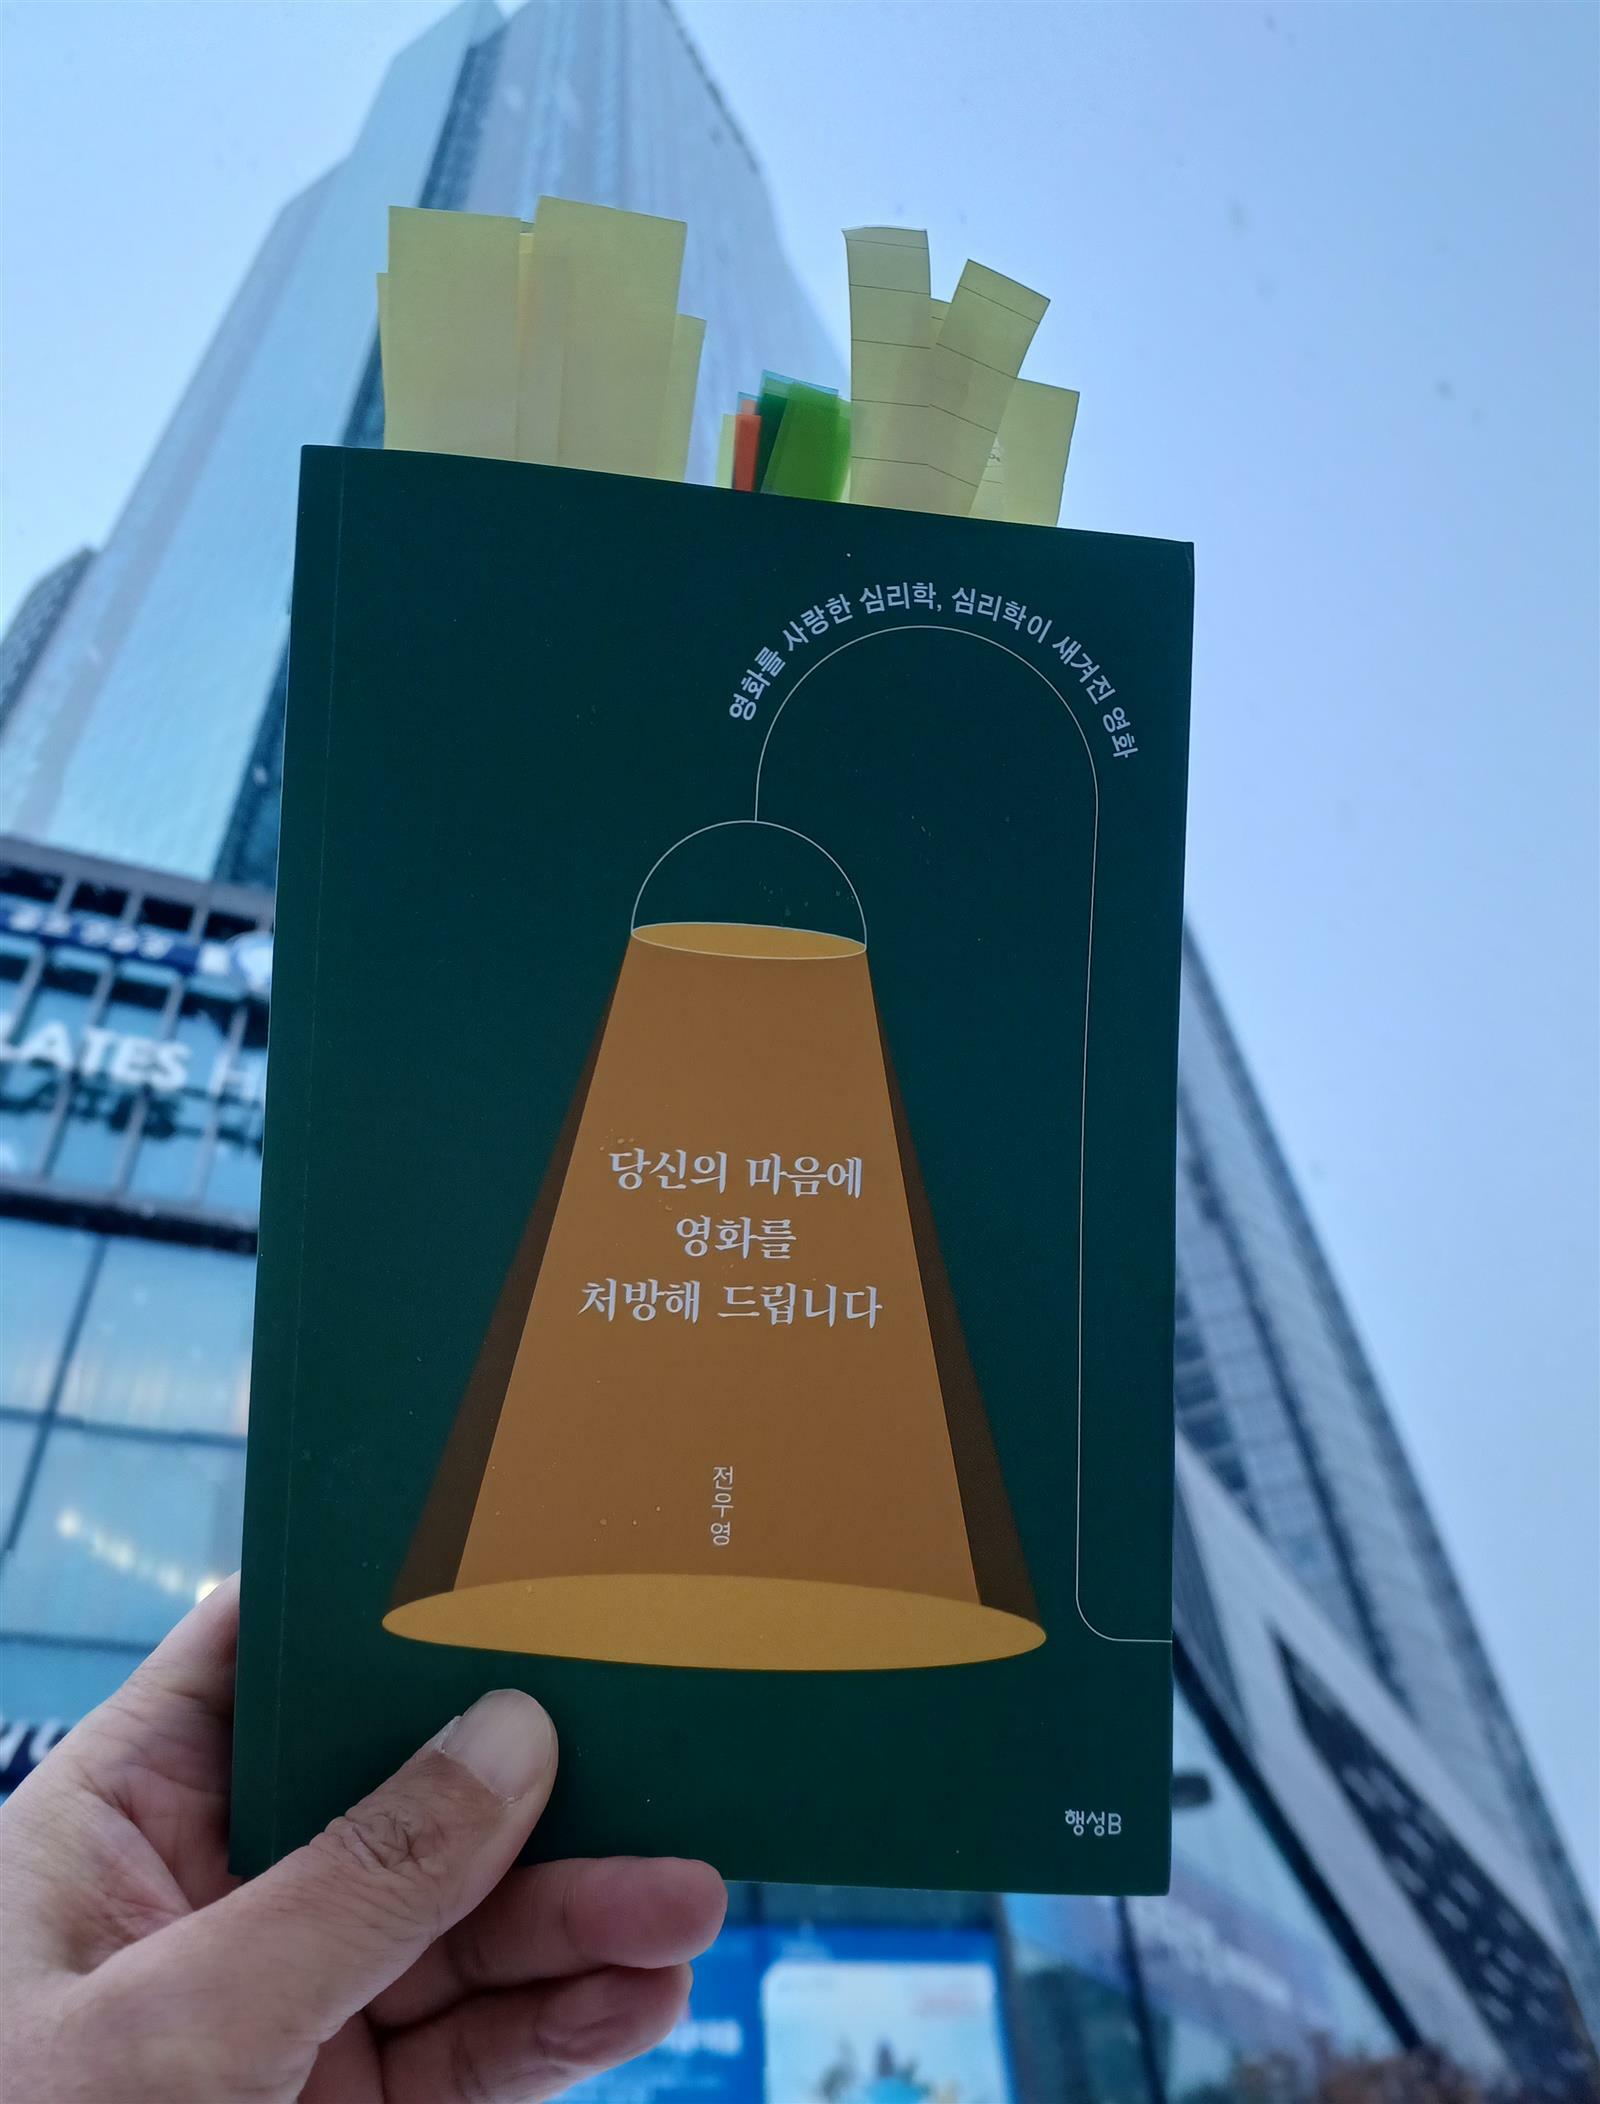 영화를 사랑한 심리학, 심리학이 새겨진 영화
당신의 마음에
영화를
처방해 드립니다
전우영
행성B
LATES H